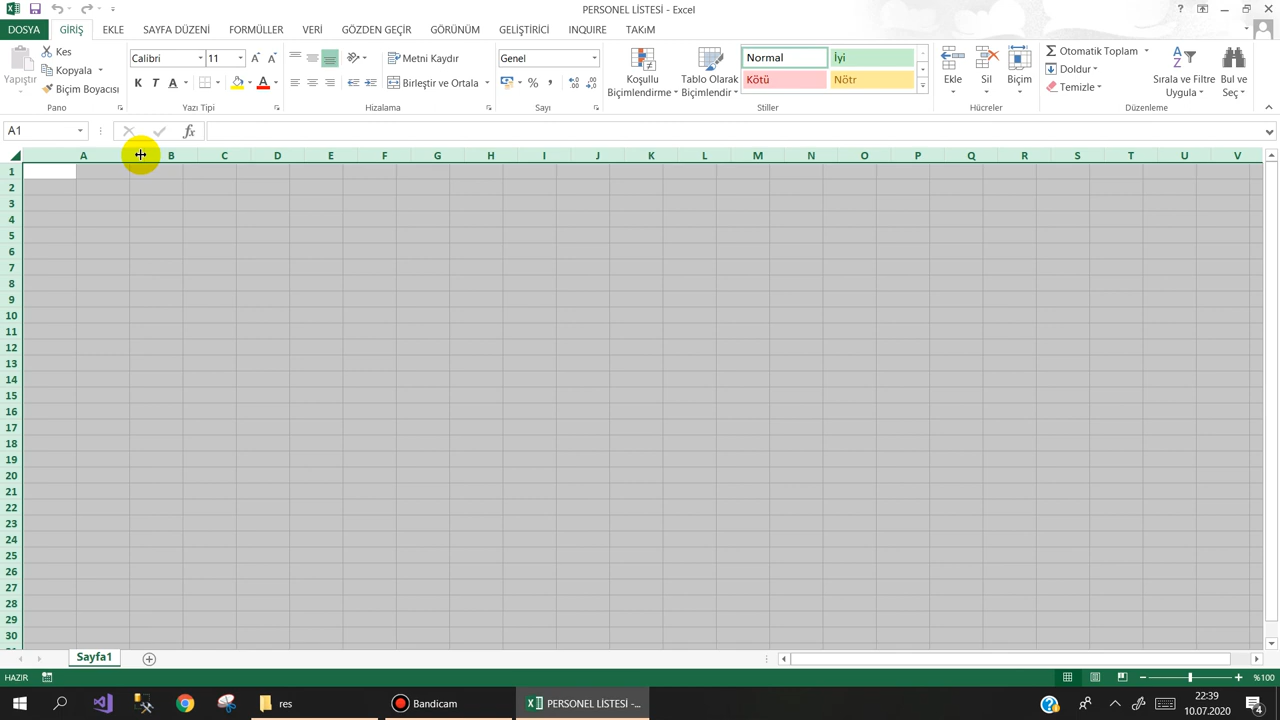 PERSONEL LİSTESİ - Excel
DOSYA GİRİŞ EKLE SAYFA DÜZENİ FORMÜLLER VERİ GÖZDEN GEÇİR GÖRÜNÜM GELİŞTİRİCİ INQUIRE TAKıM
Yapıştır
Kes
Kopyala
Biçim Boyacısı
Pano
Calibri 11
K T A A
Yazı Tipi
Metni Kaydır
Birleştir ve Ortala
Hizalama
Genel
%
Sayı
Koşullu Biçimlendirme
Tablo Olarak Biçimlendir
Normal İyi
Kötü Nötr
Stiller
Ekle Sil Biçim
Hücreler
Otomatik Toplam
Doldur
Temizle
Sırala ve Filtre Uygula
Bul ve Seç
Düzenleme
A1 fx
A B C D E F G H I J K L M N O P Q R S T U V
1
2
3
4
5
6
7
8
9
10
11
12
13
14
15
16
17
18
19
20
21
22
23
24
25
26
27
28
29
30
Sayfa1
HAZIR %100
res Bandicam PERSONEL LİSTESİ -... 22:39
10.07.2020 4